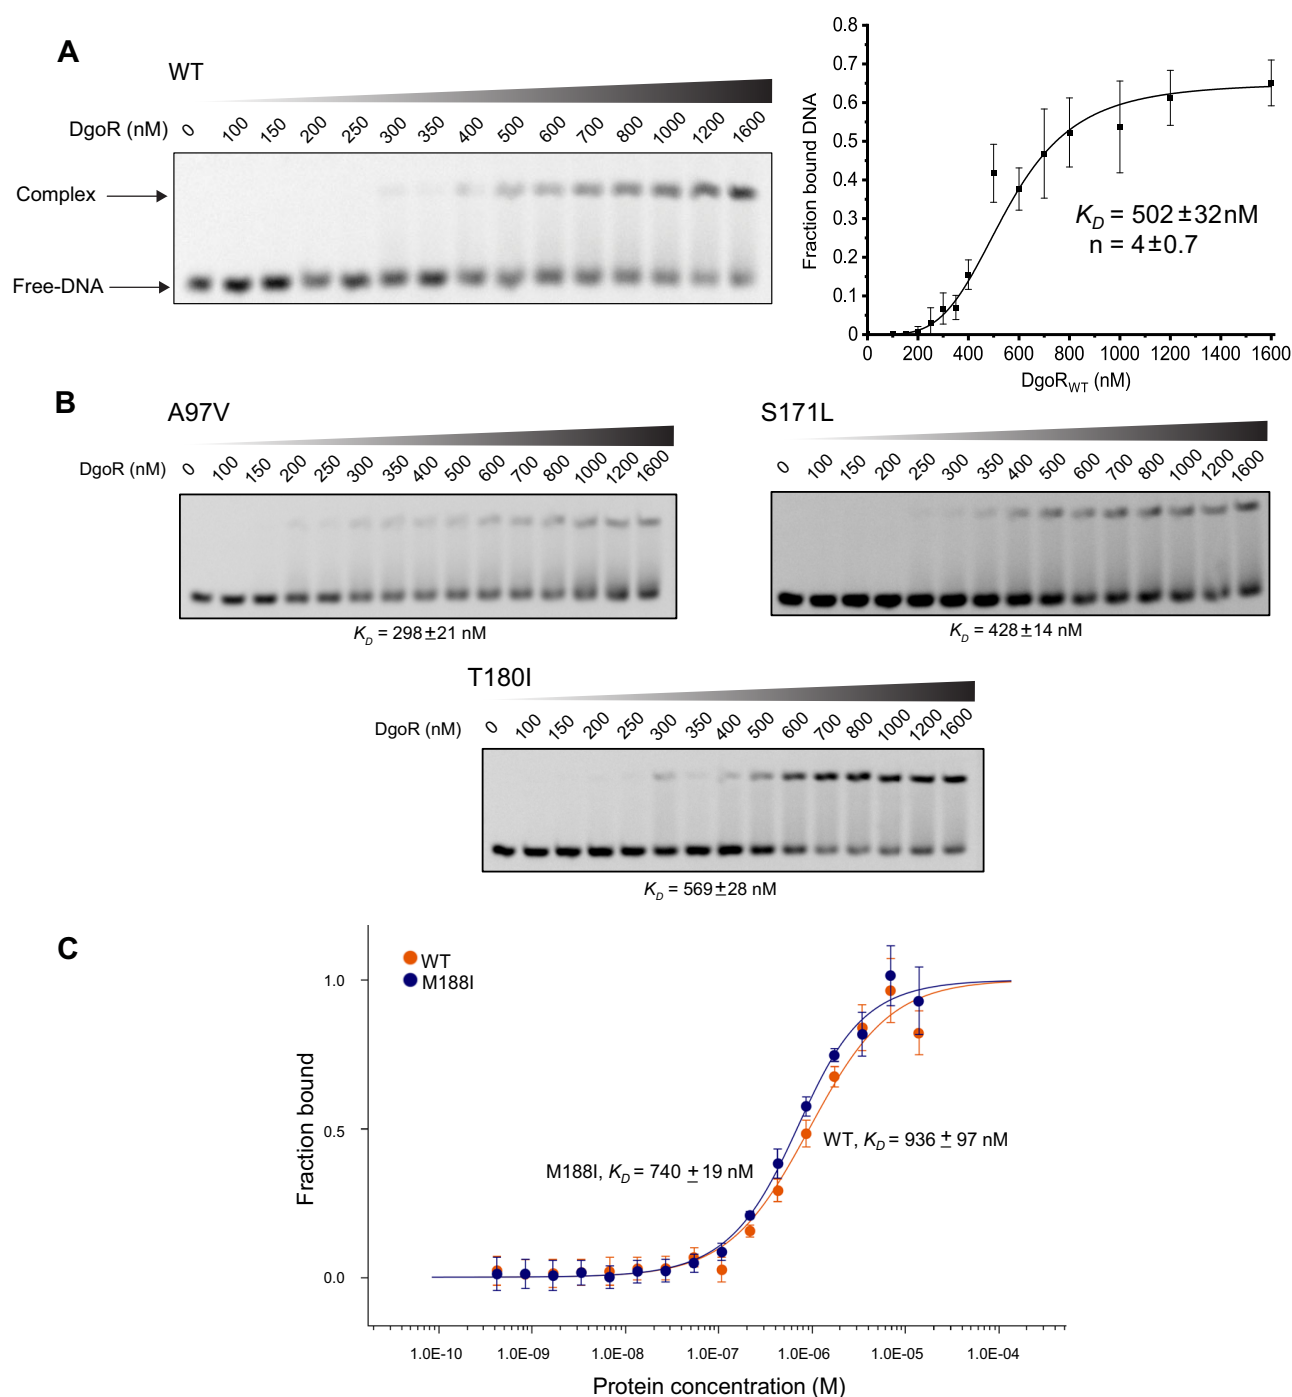 A
WT
DgoR (nM)
0 100 150 200 250 300 350 400 500 600 700 800 1000 1200 1600
Complex
Free-DNA
Fraction bound DNA
0.8
0.7
0.6
0.5
0.4
0.3
0.2
0.1
0
K_D = 502±32nM
n = 4±0.7
0 200 400 600 800 1000 1200 1400 1600
DgoR_WT (nM)
B
A97V
DgoR (nM)
0 100 150 200 250 300 350 400 500 600 700 800 1000 1200 1600
K_D = 298±21 nM
S171L
0 100 150 200 250 300 350 400 500 600 700 800 1000 1200 1600
K_D = 428±14 nM
T180I
DgoR (nM)
0 100 150 200 250 300 350 400 500 600 700 800 1000 1200 1600
K_D = 569±28 nM
C
WT
M188I
Fraction bound
1.0
0.5
0.0
WT, K_D = 936 ± 97 nM
M188I, K_D = 740 ± 19 nM
1.0E-10 1.0E-09 1.0E-08 1.0E-07 1.0E-06 1.0E-05 1.0E-04
Protein concentration (M)